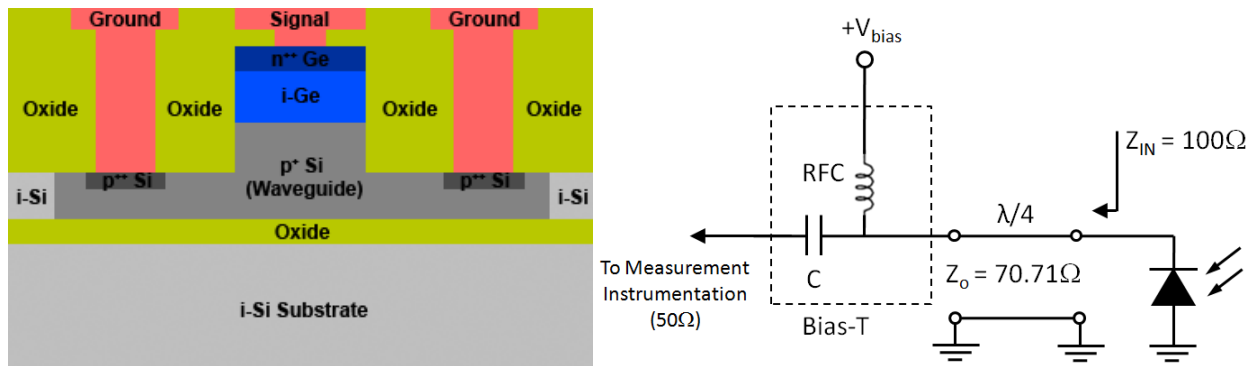 Ground
Signal
Ground
n⁺⁺ Ge
i-Ge
Oxide
Oxide
Oxide
Oxide
p⁺ Si
(Waveguide)
p⁺⁺ Si
p⁺⁺ Si
i-Si
i-Si
Oxide
i-Si Substrate
+Vbias
RFC
C
Bias-T
To Measurement
Instrumentation
(50Ω)
λ/4
Zo = 70.71Ω
ZIN = 100Ω